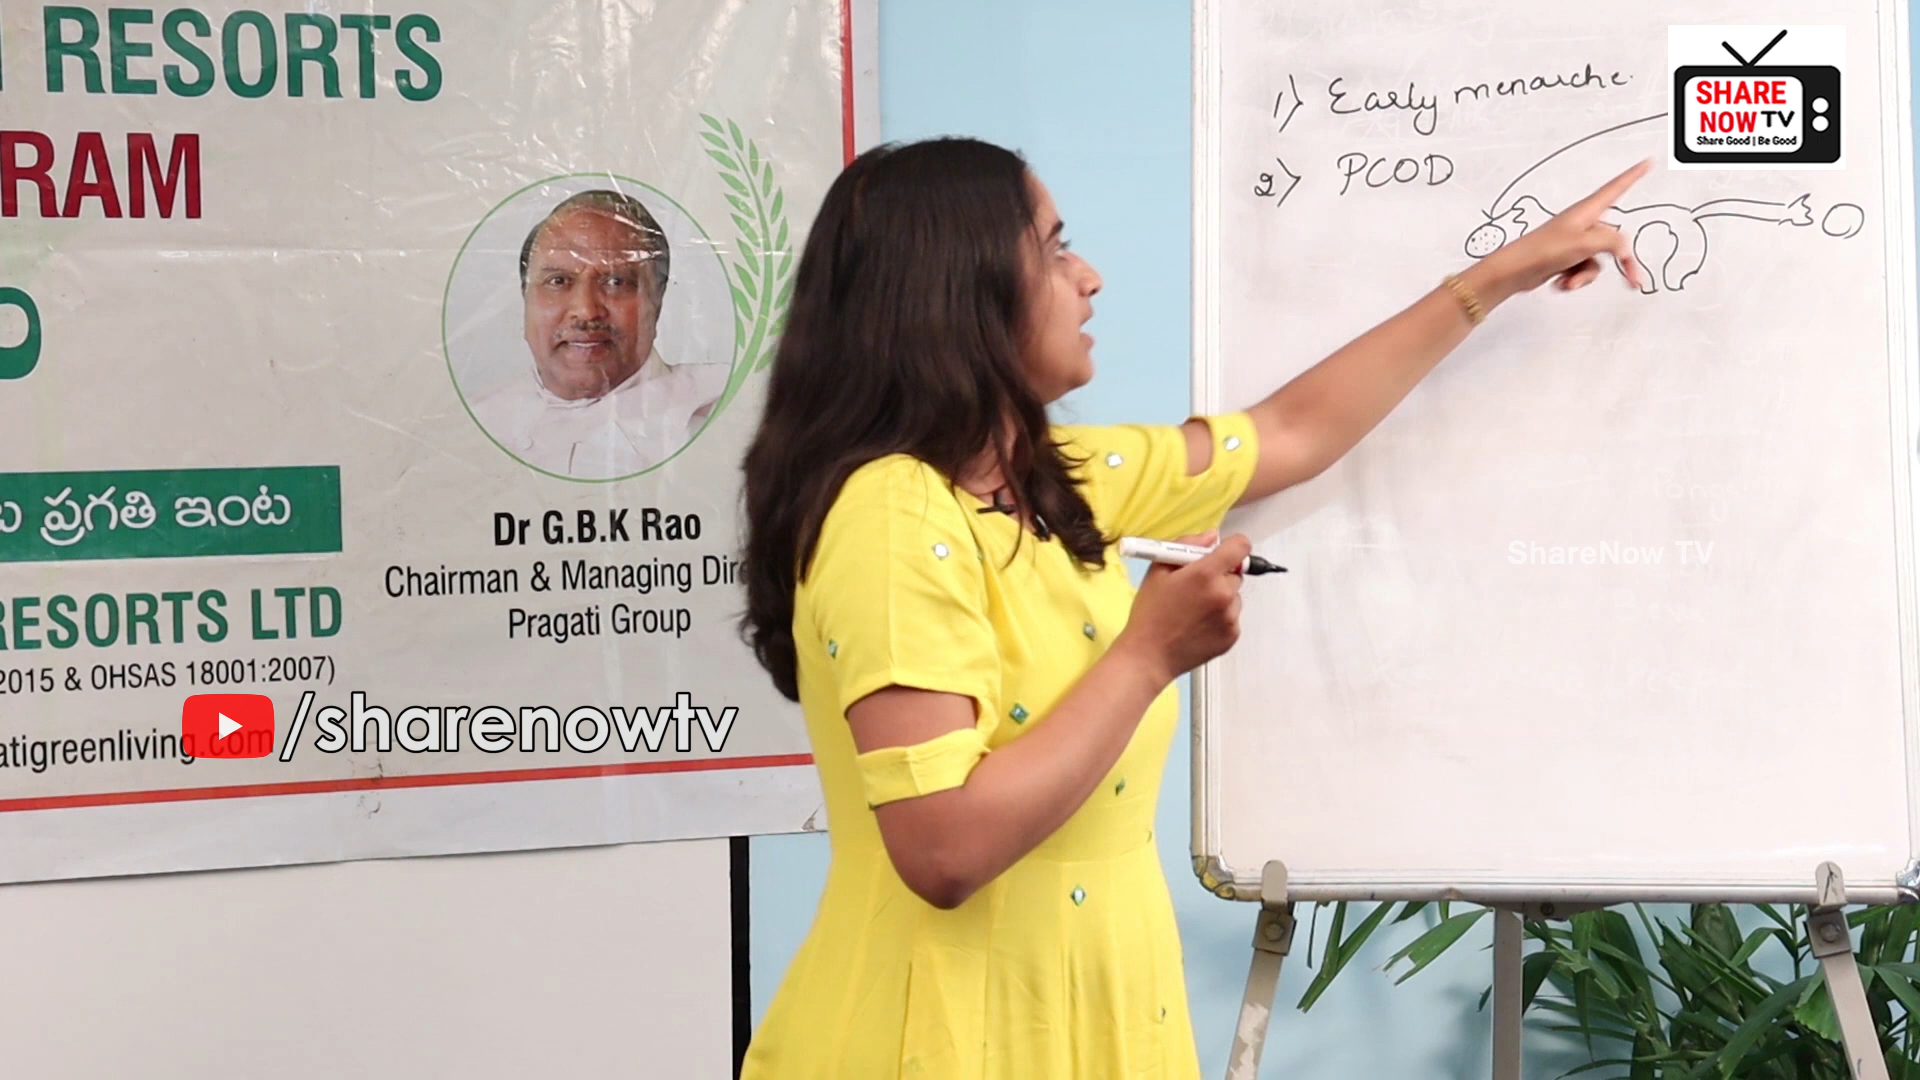 RESORTS
RAM
ప్రగతి ఇంట
RESORTS LTD
2015 & OHSAS 18001:2007)
atigreenliving.com
Dr G.B.K Rao
Chairman & Managing Dire
Pragati Group
/sharenowtv
1) Early menarche.
2) PCOD
SHARE
NOW TV
Share Good | Be Good
ShareNow TV